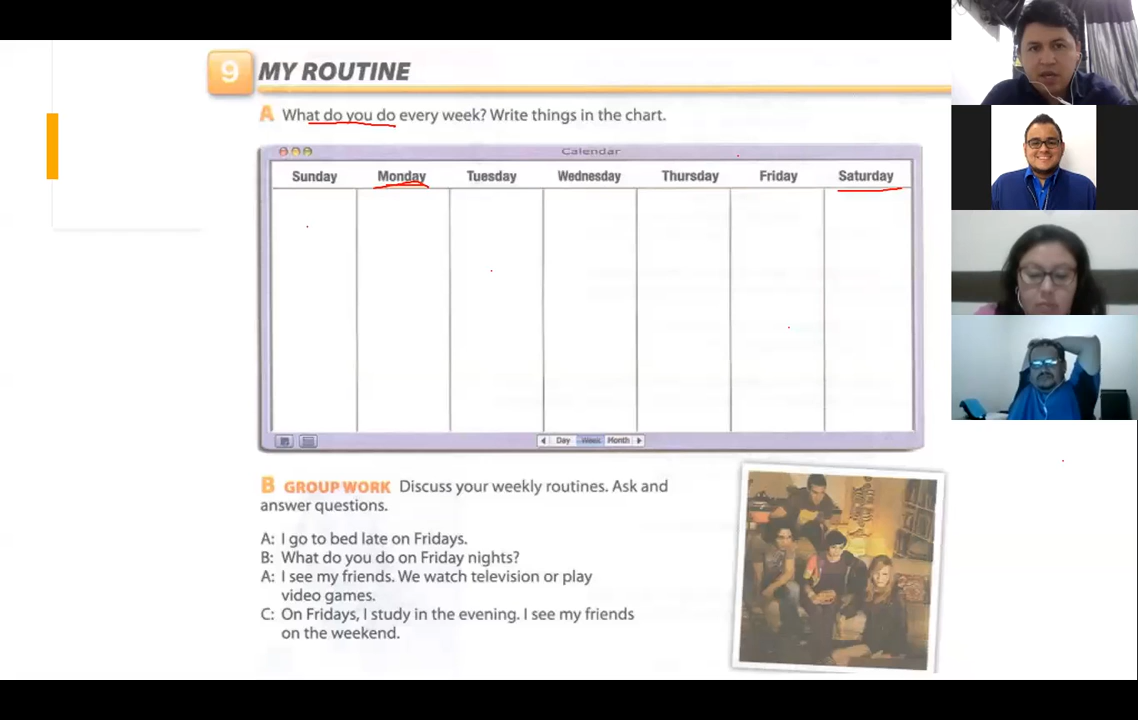 9 MY ROUTINE
A What do you do every week? Write things in the chart.
Calendar
Sunday Monday Tuesday Wednesday Thursday Friday Saturday
Day Week Month
B GROUP WORK Discuss your weekly routines. Ask and
answer questions.
A: I go to bed late on Fridays.
B: What do you do on Friday nights?
A: I see my friends. We watch television or play
video games.
C: On Fridays, I study in the evening. I see my friends
on the weekend.